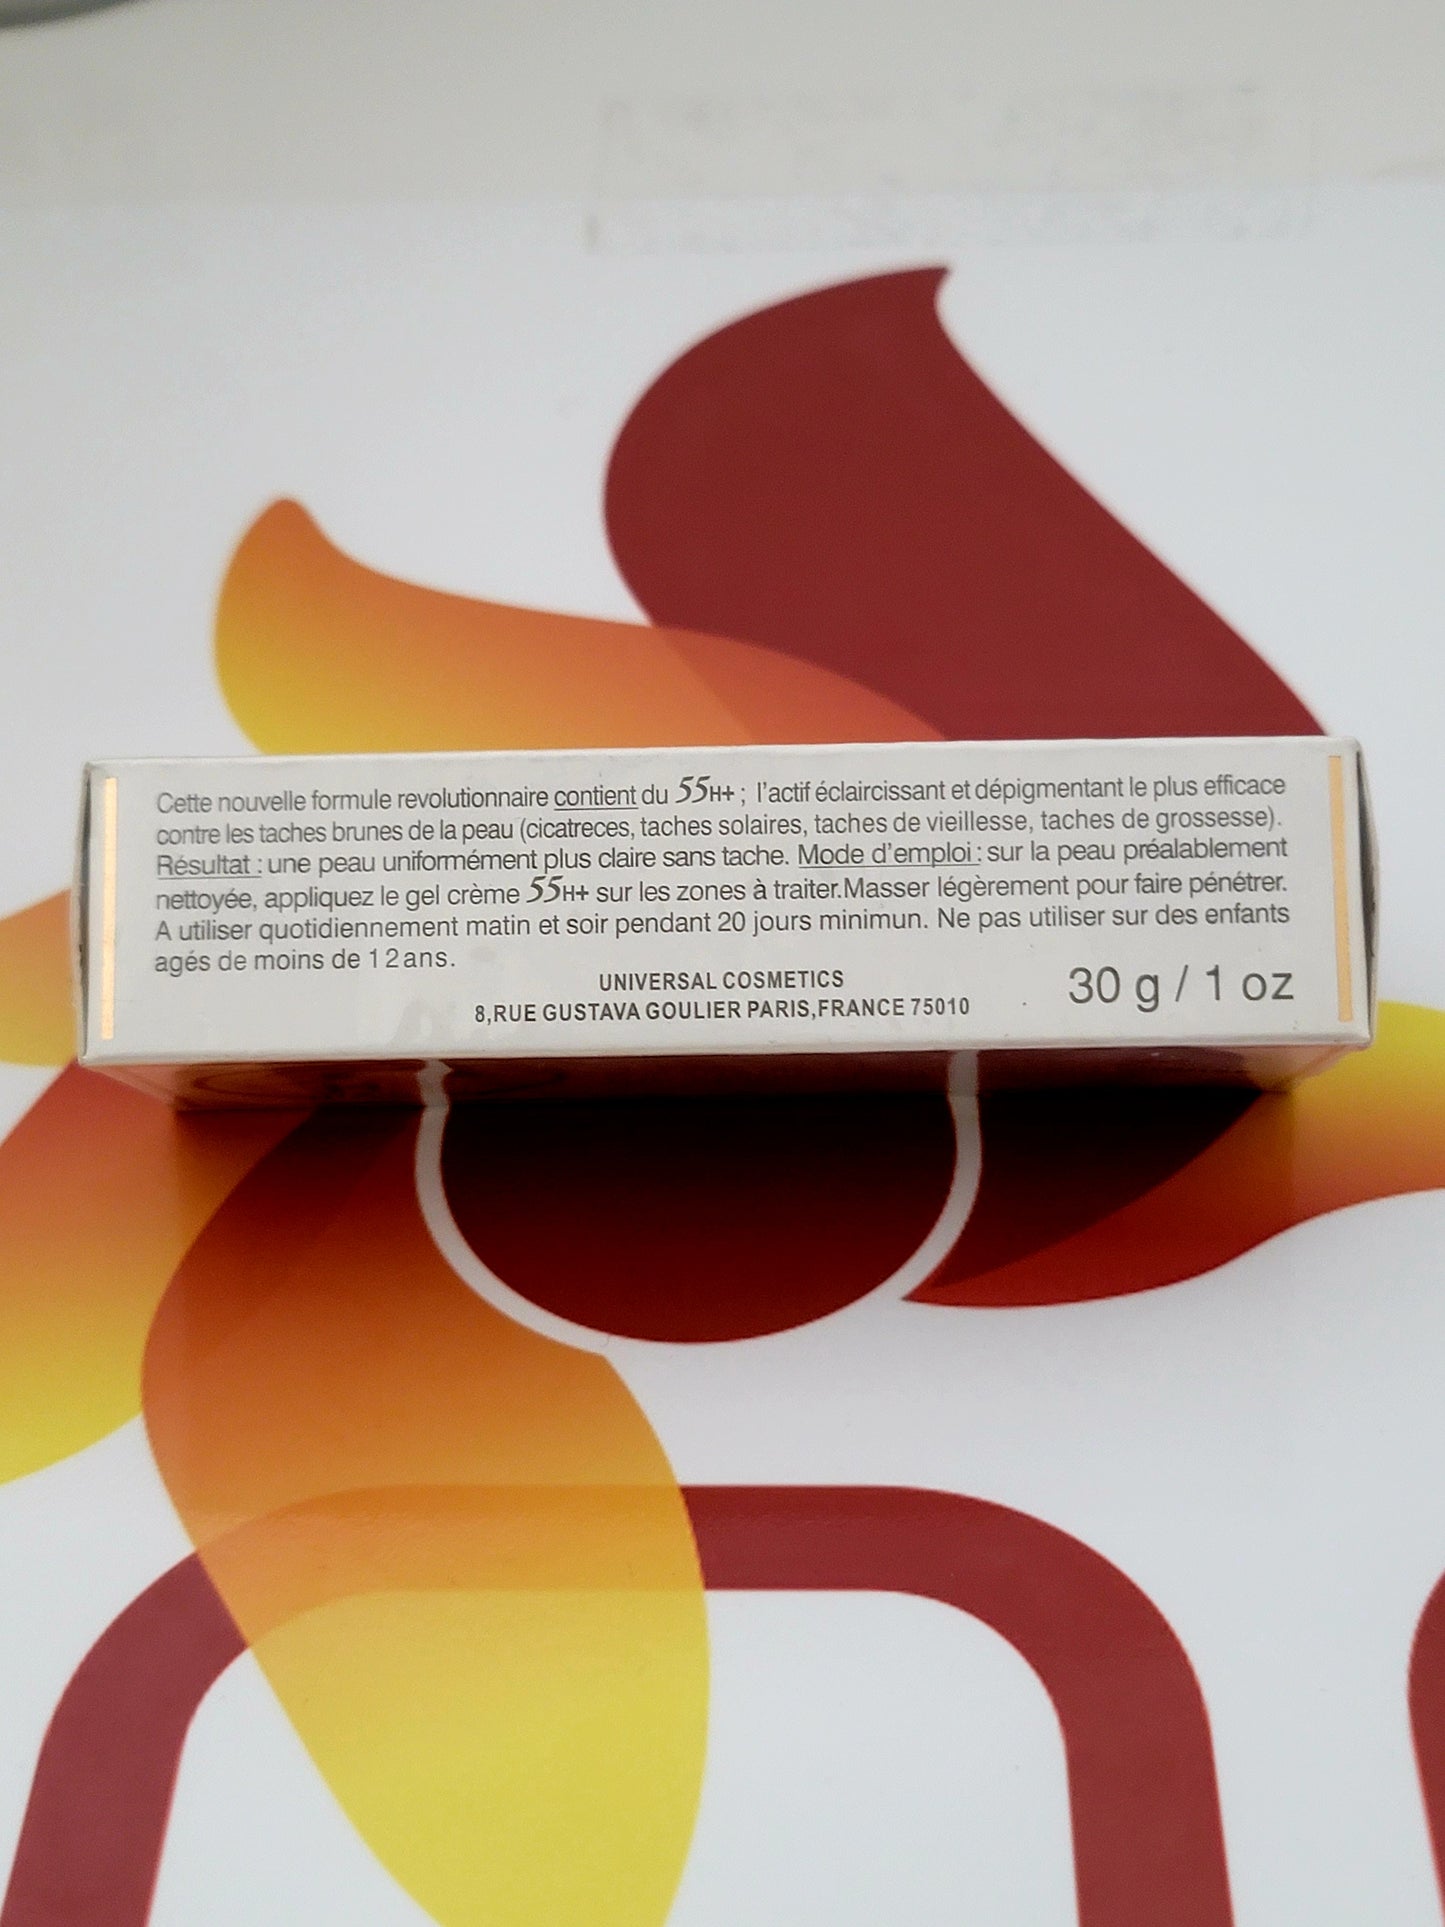 Cette nouvelle formule revolutionnaire contient du 55H+ ; l'actif éclaircissant et dépigmentant le plus efficace
contre les taches brunes de la peau (cicatreces, taches solaires, taches de vieillesse, taches de grossesse).
Résultat : une peau uniformément plus claire sans tache. Mode d'emploi : sur la peau préalablement
nettoyée, appliquez le gel crème 55H+ sur les zones à traiter.Masser légèrement pour faire pénétrer.
A utiliser quotidiennement matin et soir pendant 20 jours minimun. Ne pas utiliser sur des enfants
agés de moins de 12ans.
UNIVERSAL COSMETICS
8,RUE GUSTAVA GOULIER PARIS,FRANCE 75010
30 g / 1 oz